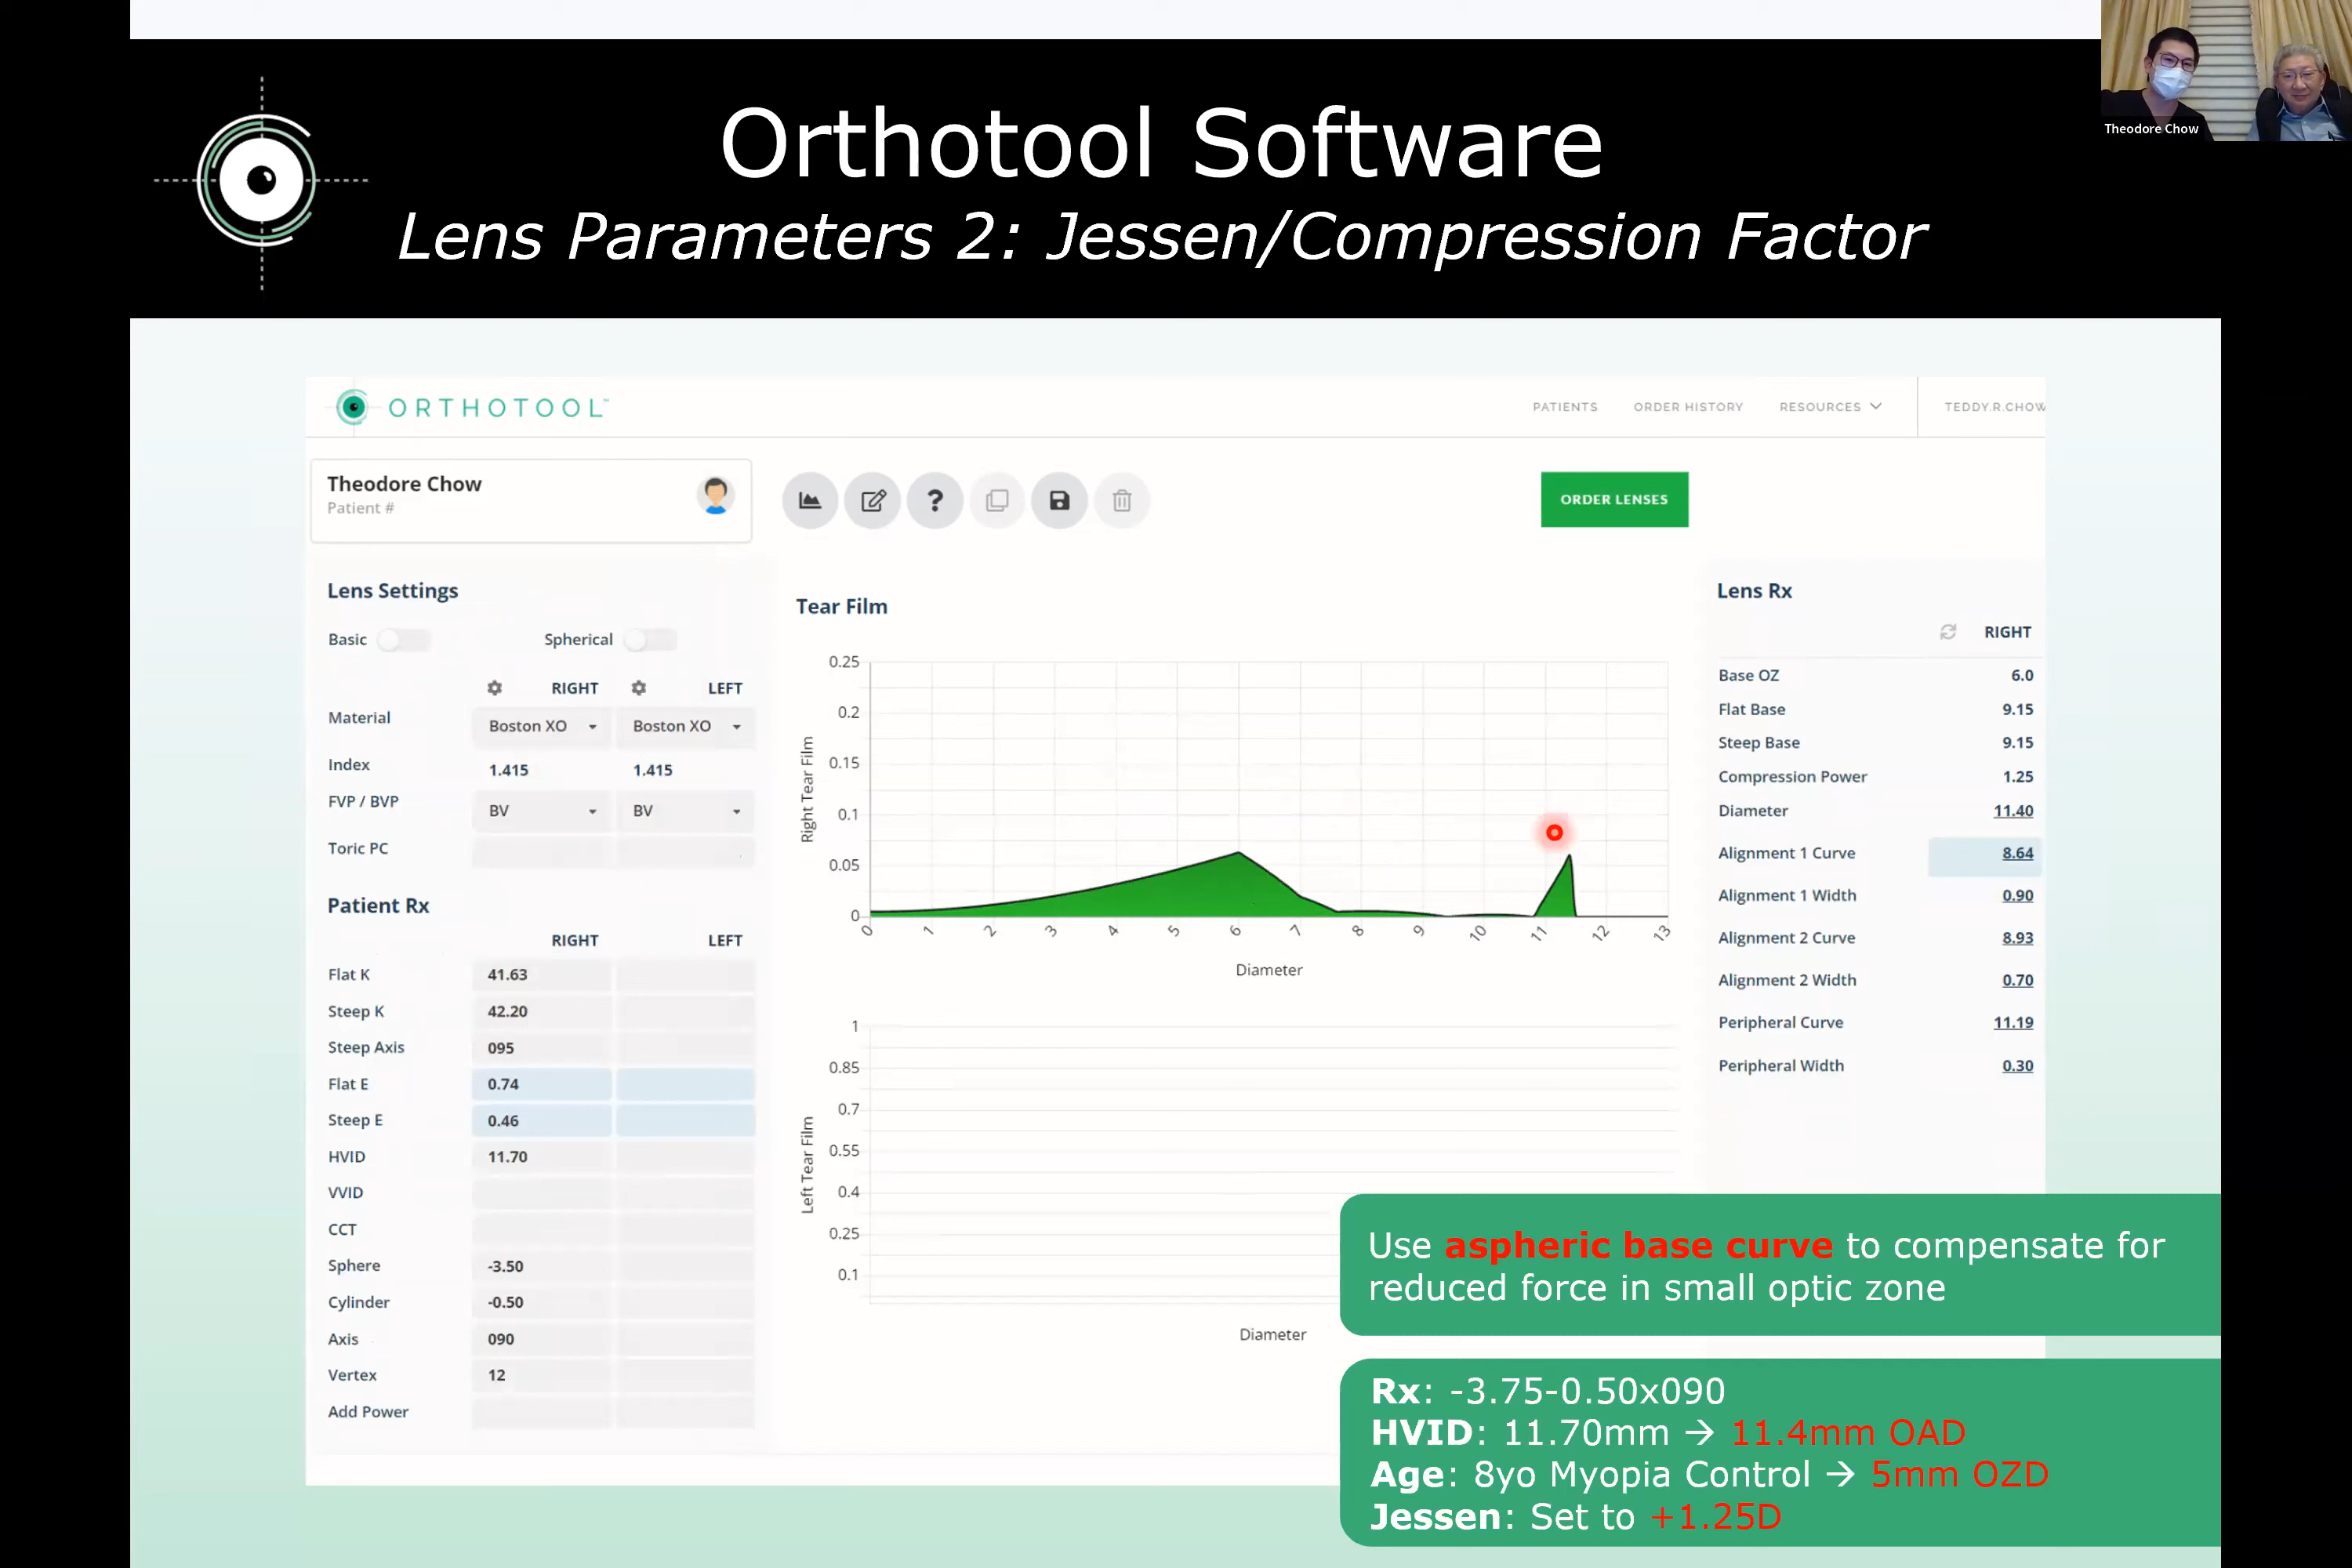 Theodore Chow
Orthotool Software
Lens Parameters 2: Jessen/Compression Factor
ORTHOTOOL™
PATIENTS
ORDER HISTORY
RESOURCES
TEDDY.R.CHOW
Theodore Chow
Patient #
?
ORDER LENSES
Lens Settings
Basic
Spherical
RIGHT LEFT
Material Boston XO Boston XO
Index 1.415 1.415
FVP / BVP BV BV
Toric PC
Patient Rx
RIGHT LEFT
Flat K 41.63
Steep K 42.20
Steep Axis 095
Flat E 0.74
Steep E 0.46
HVID 11.70
VVID
CCT
Sphere -3.50
Cylinder -0.50
Axis 090
Vertex 12
Add Power
Tear Film
Right Tear Film
0.25
0.2
0.15
0.1
0.05
0
0 1 2 3 4 5 6 7 8 9 10 11 12 13
Diameter
Left Tear Film
1
0.85
0.7
0.55
0.4
0.25
0.1
Diameter
Lens Rx
RIGHT
Base OZ 6.0
Flat Base 9.15
Steep Base 9.15
Compression Power 1.25
Diameter 11.40
Alignment 1 Curve 8.64
Alignment 1 Width 0.90
Alignment 2 Curve 8.93
Alignment 2 Width 0.70
Peripheral Curve 11.19
Peripheral Width 0.30
Use aspheric base curve to compensate for
reduced force in small optic zone
Rx: -3.75-0.50x090
HVID: 11.70mm → 11.4mm OAD
Age: 8yo Myopia Control → 5mm OZD
Jessen: Set to +1.25D